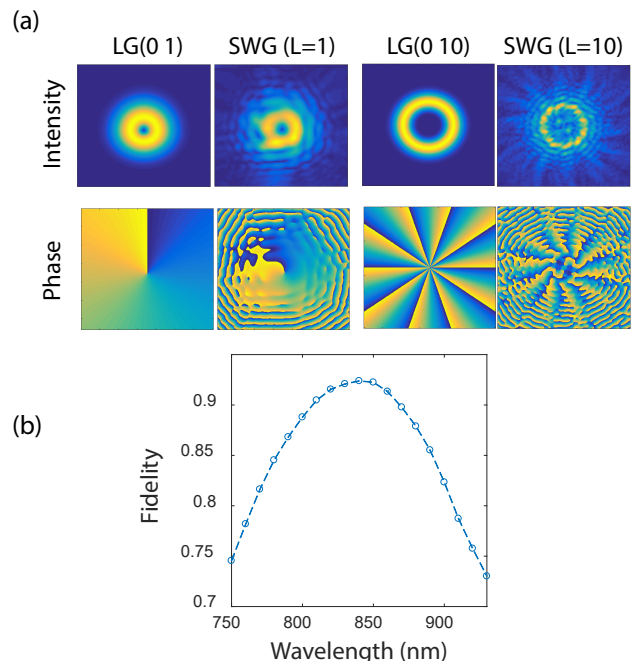 (a)
LG(0 1) SWG (L=1) LG(0 10) SWG (L=10)
Intensity
Phase
(b)
Fidelity
0.9
0.85
0.8
0.75
0.7
750 800 850 900
Wavelength (nm)